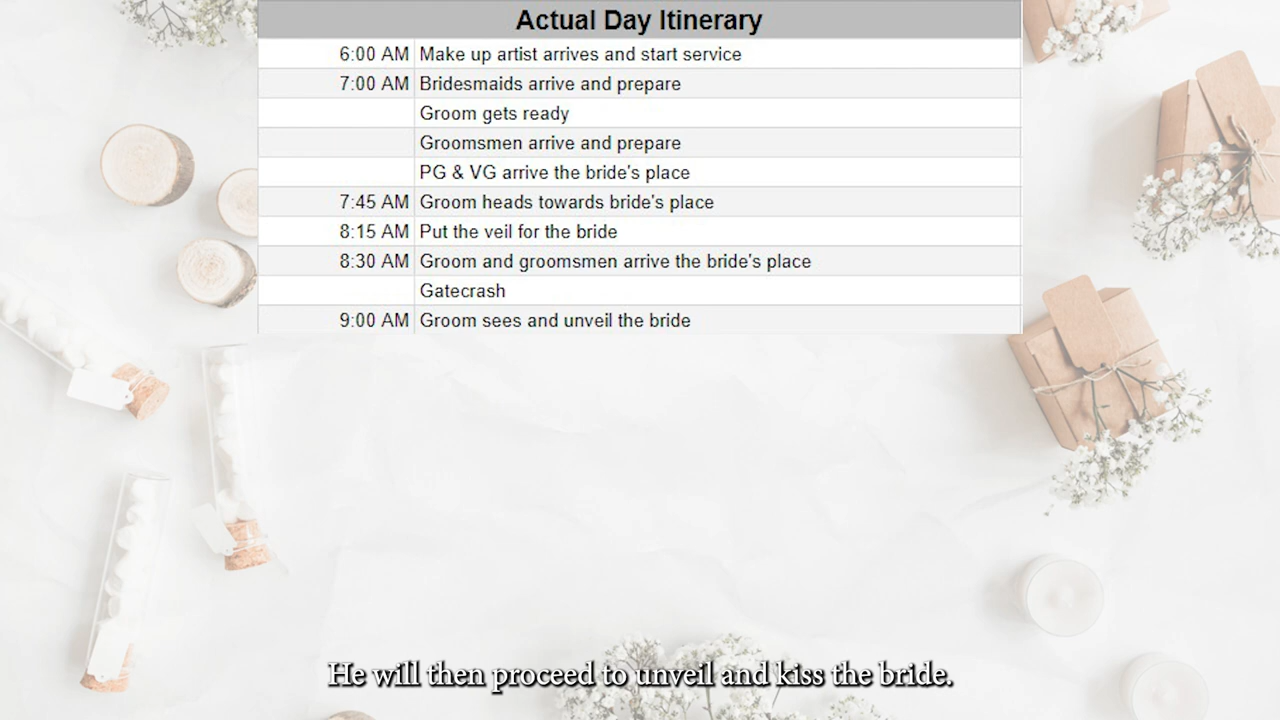 Actual Day Itinerary
6:00 AM Make up artist arrives and start service
7:00 AM Bridesmaids arrive and prepare
Groom gets ready
Groomsmen arrive and prepare
PG & VG arrive the bride's place
7:45 AM Groom heads towards bride's place
8:15 AM Put the veil for the bride
8:30 AM Groom and groomsmen arrive the bride's place
Gatecrash
9:00 AM Groom sees and unveil the bride
He will then proceed to unveil and kiss the bride.